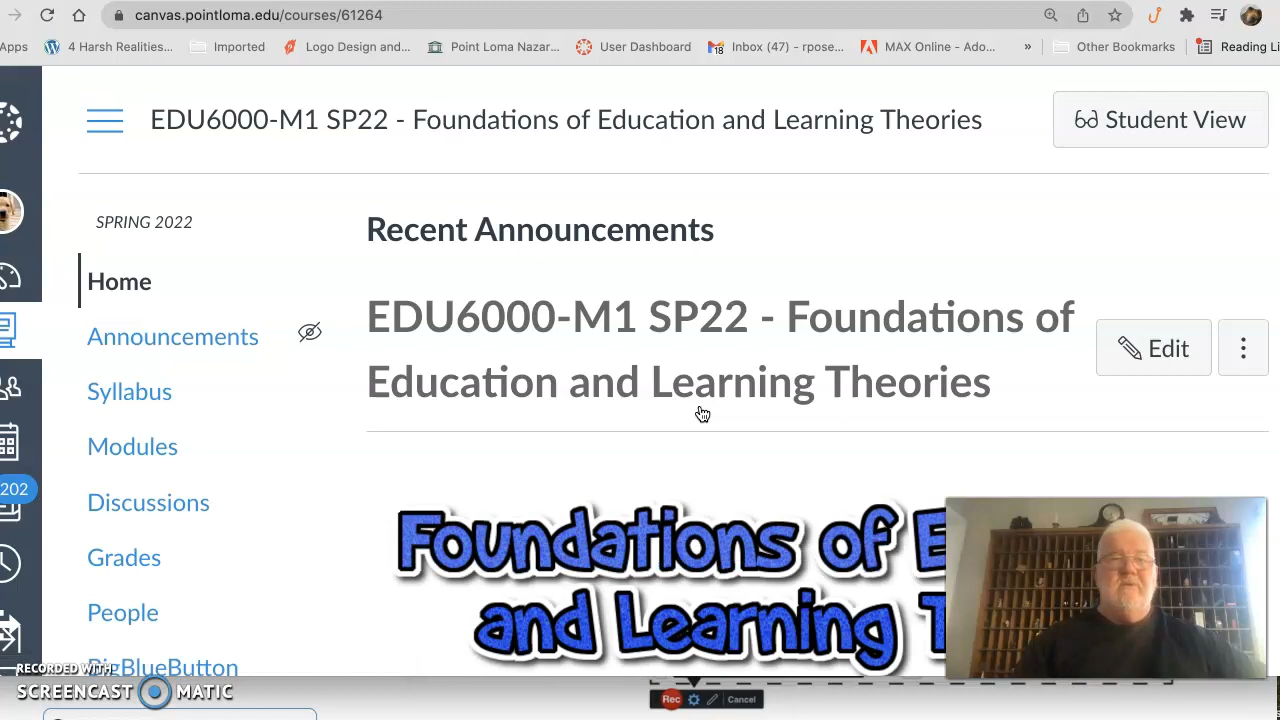 canvas.pointloma.edu/courses/61264
Apps
4 Harsh Realities...
Imported
Logo Design and...
Point Loma Nazar...
User Dashboard
18
Inbox (47) - rpose...
MAX Online - Ado...
»
Other Bookmarks
Reading Li
EDU6000-M1 SP22 - Foundations of Education and Learning Theories
Student View
SPRING 2022
Home
Announcements
Syllabus
Modules
Discussions
Grades
People
BigBlueButton
202
Recent Announcements
EDU6000-M1 SP22 - Foundations of
Education and Learning Theories
Edit
Foundations of E
and Learning T
RECORDED WITH
SCREENCAST MATIC
Rec
Cancel